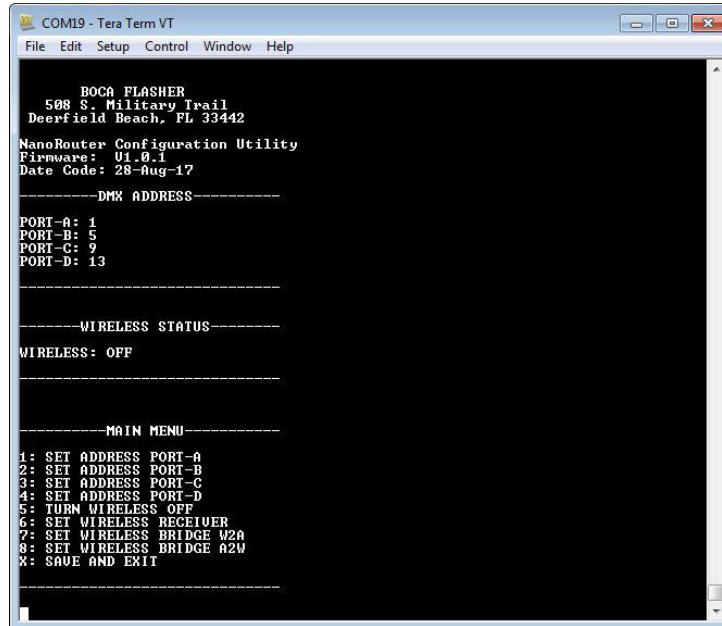 COM19 - Tera Term VT
File Edit Setup Control Window Help
BOCA FLASHER
508 S. Military Trail
Deerfield Beach, FL 33442
NanoRouter Configuration Utility
Firmware: V1.0.1
Date Code: 28-Aug-17
---------DMX ADDRESS----------
PORT-A: 1
PORT-B: 5
PORT-C: 9
PORT-D: 13
------------------------------
-------WIRELESS STATUS--------
WIRELESS: OFF
------------------------------
----------MAIN MENU-----------
1: SET ADDRESS PORT-A
2: SET ADDRESS PORT-B
3: SET ADDRESS PORT-C
4: SET ADDRESS PORT-D
5: TURN WIRELESS OFF
6: SET WIRELESS RECEIVER
7: SET WIRELESS BRIDGE W2A
8: SET WIRELESS BRIDGE A2W
X: SAVE AND EXIT
------------------------------